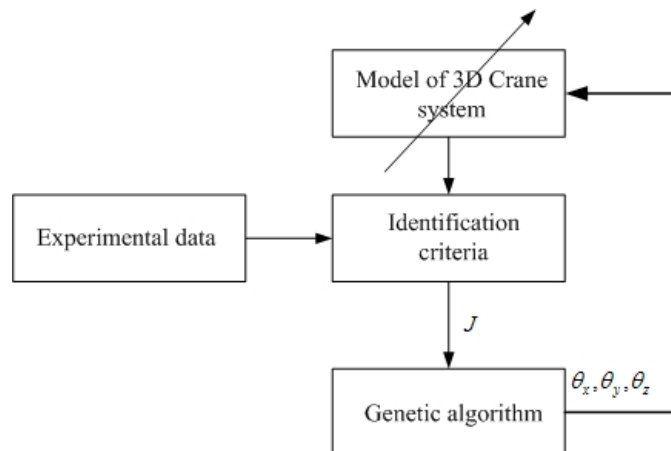 Model of 3D Crane
system
Experimental data
Identification
criteria
J
θx,θy,θz
Genetic algorithm